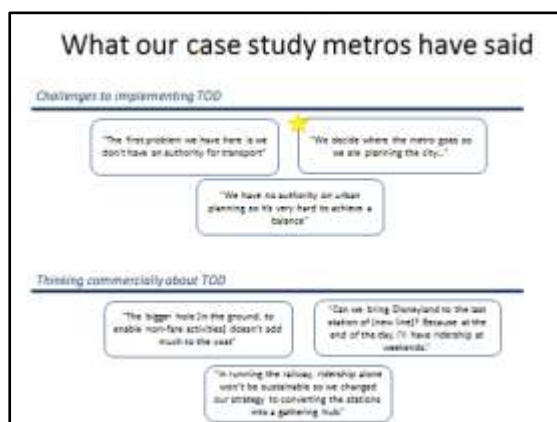 What our case study metros have said
Challenges to implementing TOD
"The first problem we have here is we
don't have an authority for transport"
"We decide where the metro goes so
we are planning the city..."
"We have no authority on urban
planning so it's very hard to achieve a
balance"
Thinking commercially about TOD
"The bigger hole [in the ground, to
enable non-fare activities] doesn't add
much to the cost"
"Can we bring Disneyland to the last
station of [new line]? Because at the
end of the day, I'll have ridership at
weekends."
"In running the railway, ridership alone
won't be sustainable so we changed
our strategy to converting the stations
into a gathering hub"